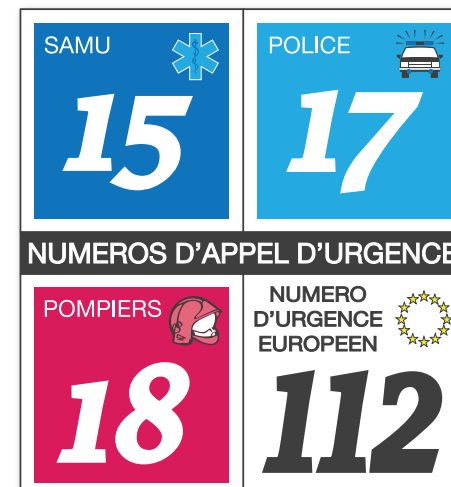 SAMU
15
POLICE
17
NUMEROS D'APPEL D'URGENCE
POMPIERS
18
NUMERO
D'URGENCE
EUROPEEN
112